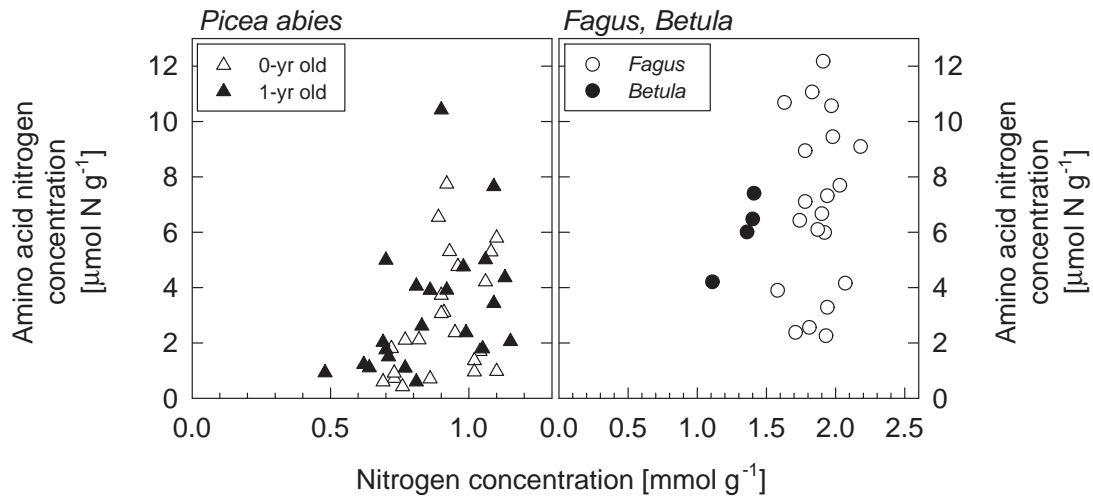 Picea abies
Fagus, Betula
0-yr old
1-yr old
Fagus
Betula
12
10
8
6
4
2
0
12
10
8
6
4
2
0
Amino acid nitrogen
concentration
[µmol N g⁻¹]
Amino acid nitrogen
concentration
[µmol N g⁻¹]
0.0 0.5 1.0 0.0 0.5 1.0 1.5 2.0 2.5
Nitrogen concentration [mmol g⁻¹]